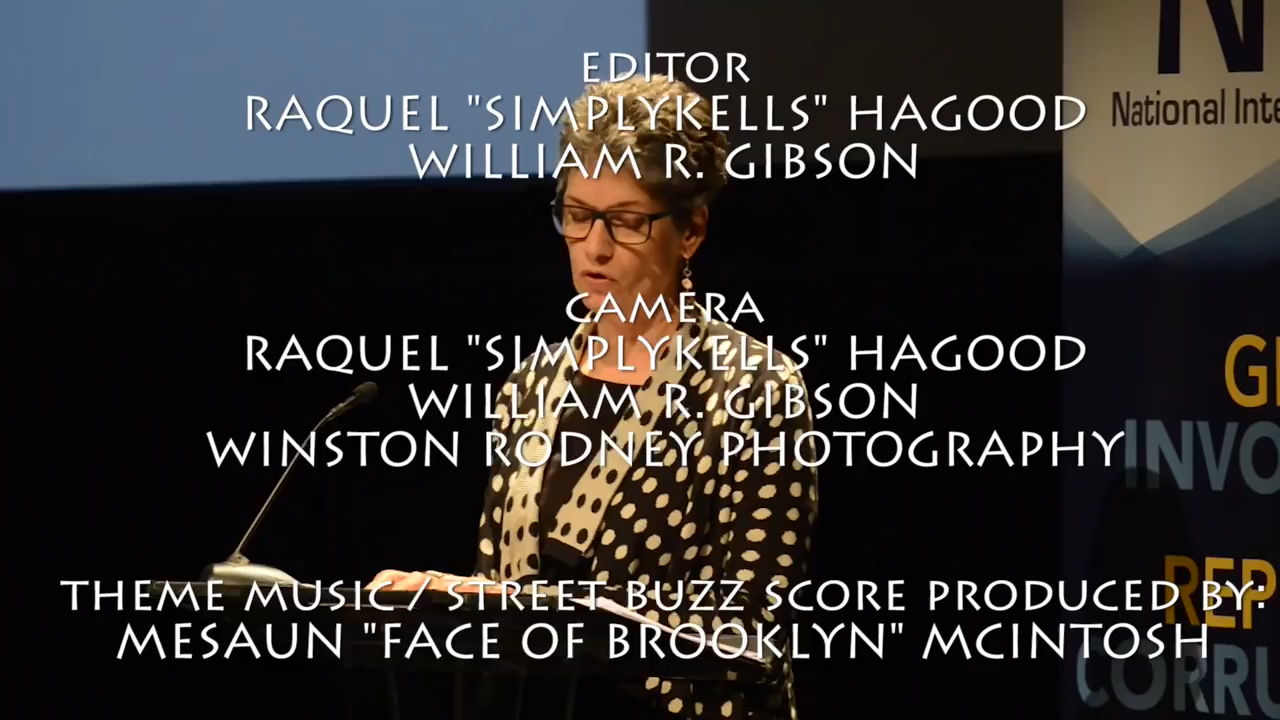 EDITOR
RAQUEL "SIMPLYKELLS" HAGOOD
WILLIAM R. GIBSON
CAMERA
RAQUEL "SIMPLYKELLS" HAGOOD
WILLIAM R. GIBSON
WINSTON RODNEY PHOTOGRAPHY
THEME MUSIC/ STREET BUZZ SCORE PRODUCED BY:
MESAUN "FACE OF BROOKLYN" MCINTOSH
N
National Inte
G
INVO
REP
CORRU